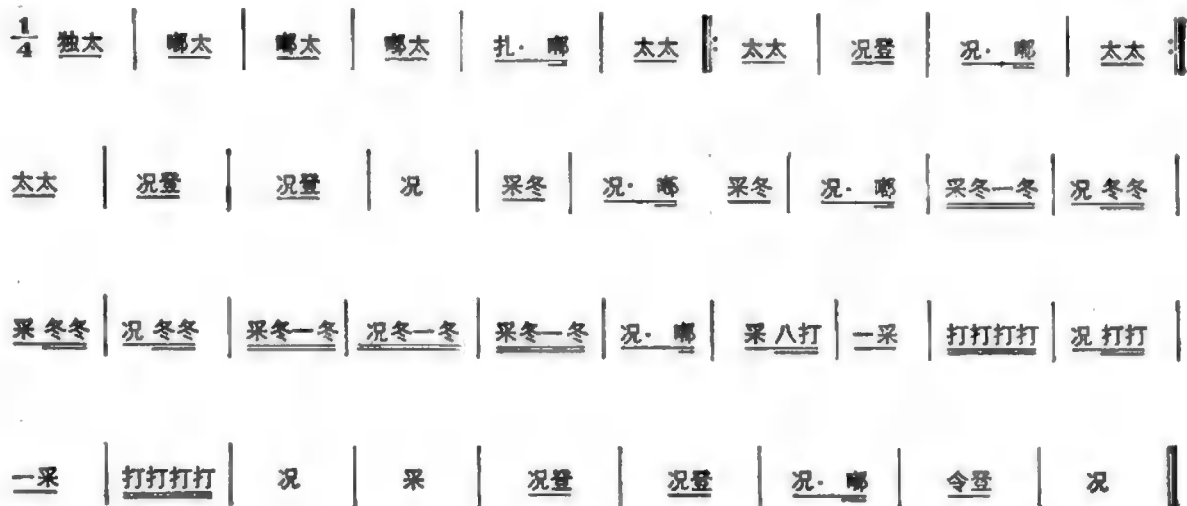 1/4 独太 | 嘟太 | 嘟太 | 嘟太 | 扎· 嘟 | 太太 ‖: 太太 | 况登 | 况· 嘟 | 太太 :‖
太太 | 况登 | 况登 | 况 | 采冬 | 况· 嘟 | 采冬 | 况· 嘟 | 采冬一冬 | 况 冬冬 |
采 冬冬 | 况 冬冬 | 采冬一冬 | 况冬一冬 | 采冬一冬 | 况· 嘟 | 采 八打 | 一采 | 打打打打 | 况 打打 |
一采 | 打打打打 | 况 | 采 | 况登 | 况登 | 况· 嘟 | 令登 | 况 ‖